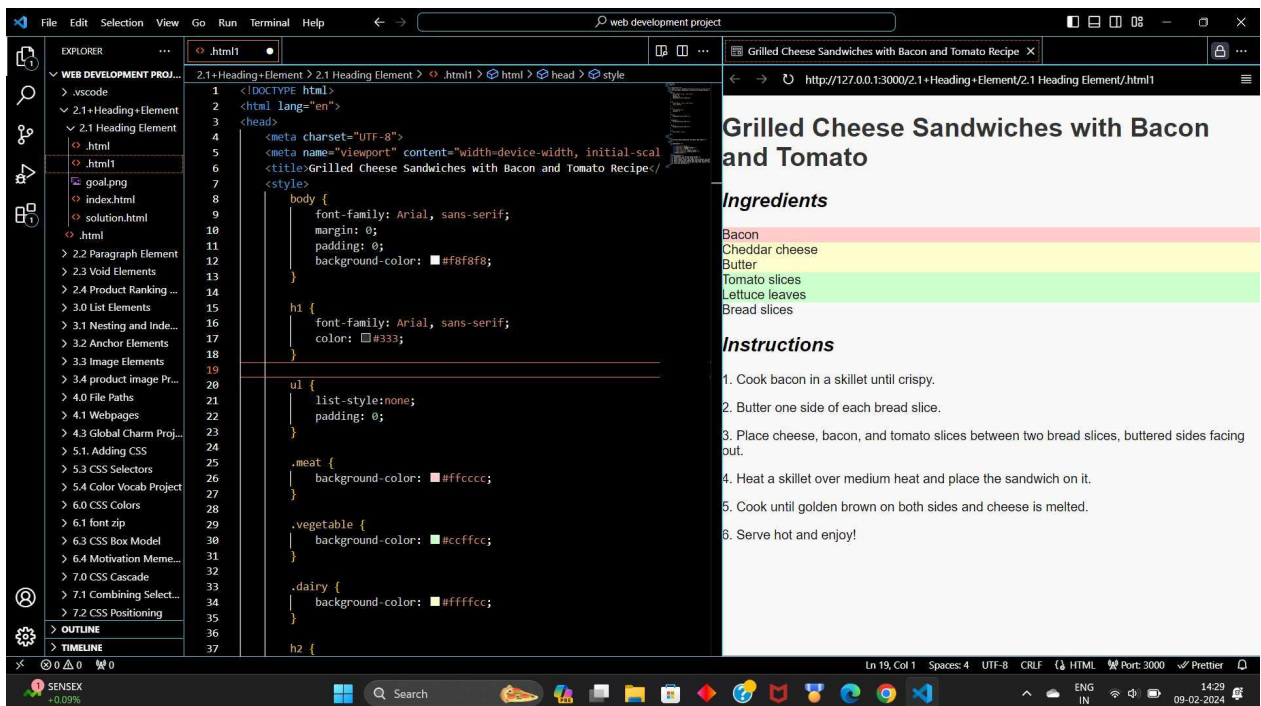 File Edit Selection View Go Run Terminal Help
web development project
EXPLORER
WEB DEVELOPMENT PROJ...
.vscode
2.1+Heading+Element
2.1 Heading Element
.html
.html1
goal.png
index.html
solution.html
.html
2.2 Paragraph Element
2.3 Void Elements
2.4 Product Ranking ...
3.0 List Elements
3.1 Nesting and Inde...
3.2 Anchor Elements
3.3 Image Elements
3.4 product image Pr...
4.0 File Paths
4.1 Webpages
4.3 Global Charm Proj...
5.1. Adding CSS
5.3 CSS Selectors
5.4 Color Vocab Project
6.0 CSS Colors
6.1 font zip
6.3 CSS Box Model
6.4 Motivation Meme...
7.0 CSS Cascade
7.1 Combining Select...
7.2 CSS Positioning
OUTLINE
TIMELINE
.html1
2.1+Heading+Element > 2.1 Heading Element > .html1 > html > head > style
1 <!DOCTYPE html>
2 <html lang="en">
3 <head>
4 <meta charset="UTF-8">
5 <meta name="viewport" content="width=device-width, initial-scal
6 <title>Grilled Cheese Sandwiches with Bacon and Tomato Recipe</
7 <style>
8 body {
9 font-family: Arial, sans-serif;
10 margin: 0;
11 padding: 0;
12 background-color: #f8f8f8;
13 }
14
15 h1 {
16 font-family: Arial, sans-serif;
17 color: #333;
18 }
19
20 ul {
21 list-style:none;
22 padding: 0;
23 }
24
25 .meat {
26 background-color: #ffcccc;
27 }
28
29 .vegetable {
30 background-color: #ccffcc;
31 }
32
33 .dairy {
34 background-color: #ffffcc;
35 }
36
37 h2 {
Grilled Cheese Sandwiches with Bacon and Tomato Recipe
http://127.0.0.1:3000/2.1+Heading+Element/2.1 Heading Element/.html1
Grilled Cheese Sandwiches with Bacon
and Tomato
Ingredients
Bacon
Cheddar cheese
Butter
Tomato slices
Lettuce leaves
Bread slices
Instructions
1. Cook bacon in a skillet until crispy.
2. Butter one side of each bread slice.
3. Place cheese, bacon, and tomato slices between two bread slices, buttered sides facing
out.
4. Heat a skillet over medium heat and place the sandwich on it.
5. Cook until golden brown on both sides and cheese is melted.
6. Serve hot and enjoy!
0 0 0
Ln 19, Col 1 Spaces: 4 UTF-8 CRLF HTML Port: 3000 Prettier
1
SENSEX
+0.09%
Search
ENG
IN
14:29
09-02-2024